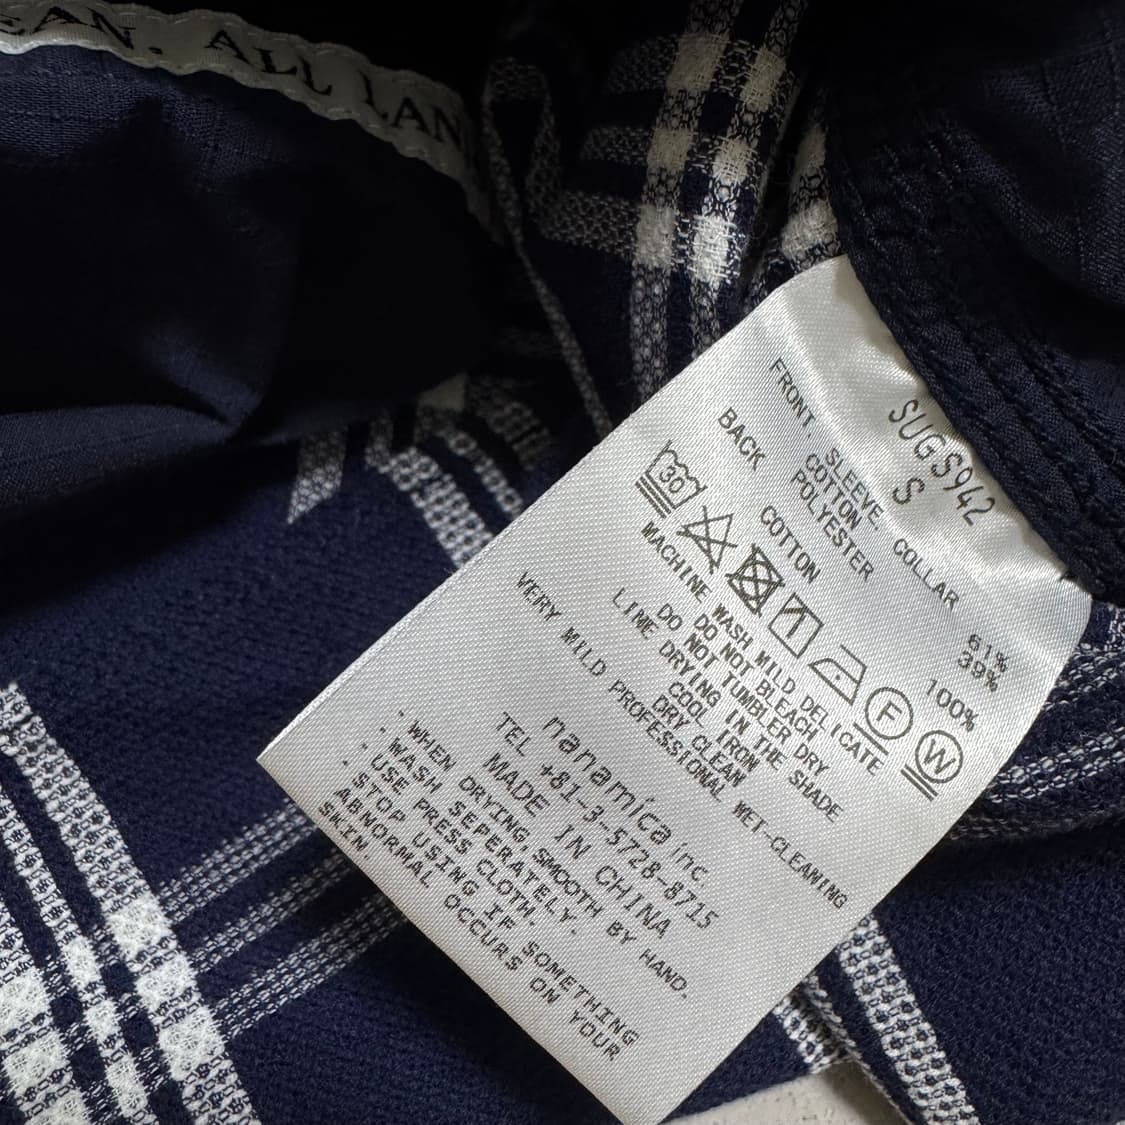 EAN. ALL LAN
SUGS942
S
FRONT. SLEEVE. COLLAR
COTTON 61%
POLYESTER 39%
BACK
COTTON 100%
30
1
F
W
MACHINE WASH MILD DELICATE
DO NOT BLEACH
DO NOT TUMBLER DRY
LINE DRYING IN THE SHADE
COOL IRON
DRY CLEAN
VERY MILD PROFESSIONAL WET-CLEANING
nanamica inc.
TEL +81-3-5728-8715
MADE IN CHINA
・WHEN DRYING, SMOOTH BY HAND.
・WASH SEPERATELY.
・USE PRESS CLOTH.
・STOP USING IF SOMETHING
ABNORMAL OCCURS ON YOUR
SKIN.